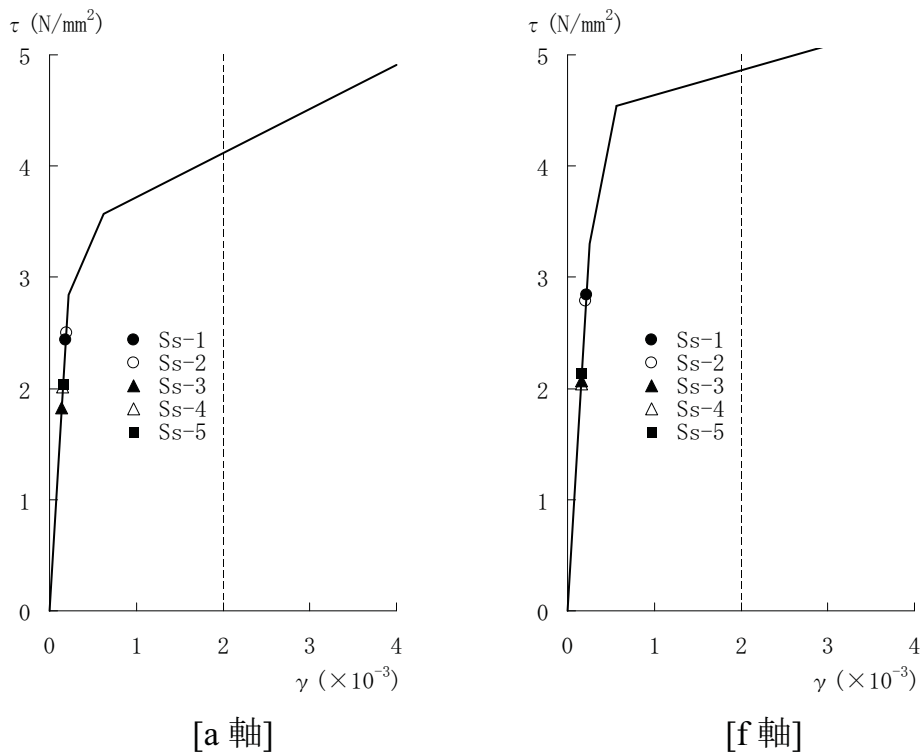 τ (N/mm²)
5
4
3
2
1
0
0 1 2 3 4
γ (×10⁻³)
● Ss-1
○ Ss-2
▲ Ss-3
△ Ss-4
■ Ss-5
[a 軸]
τ (N/mm²)
5
4
3
2
1
0
0 1 2 3 4
γ (×10⁻³)
● Ss-1
○ Ss-2
▲ Ss-3
△ Ss-4
■ Ss-5
[f 軸]